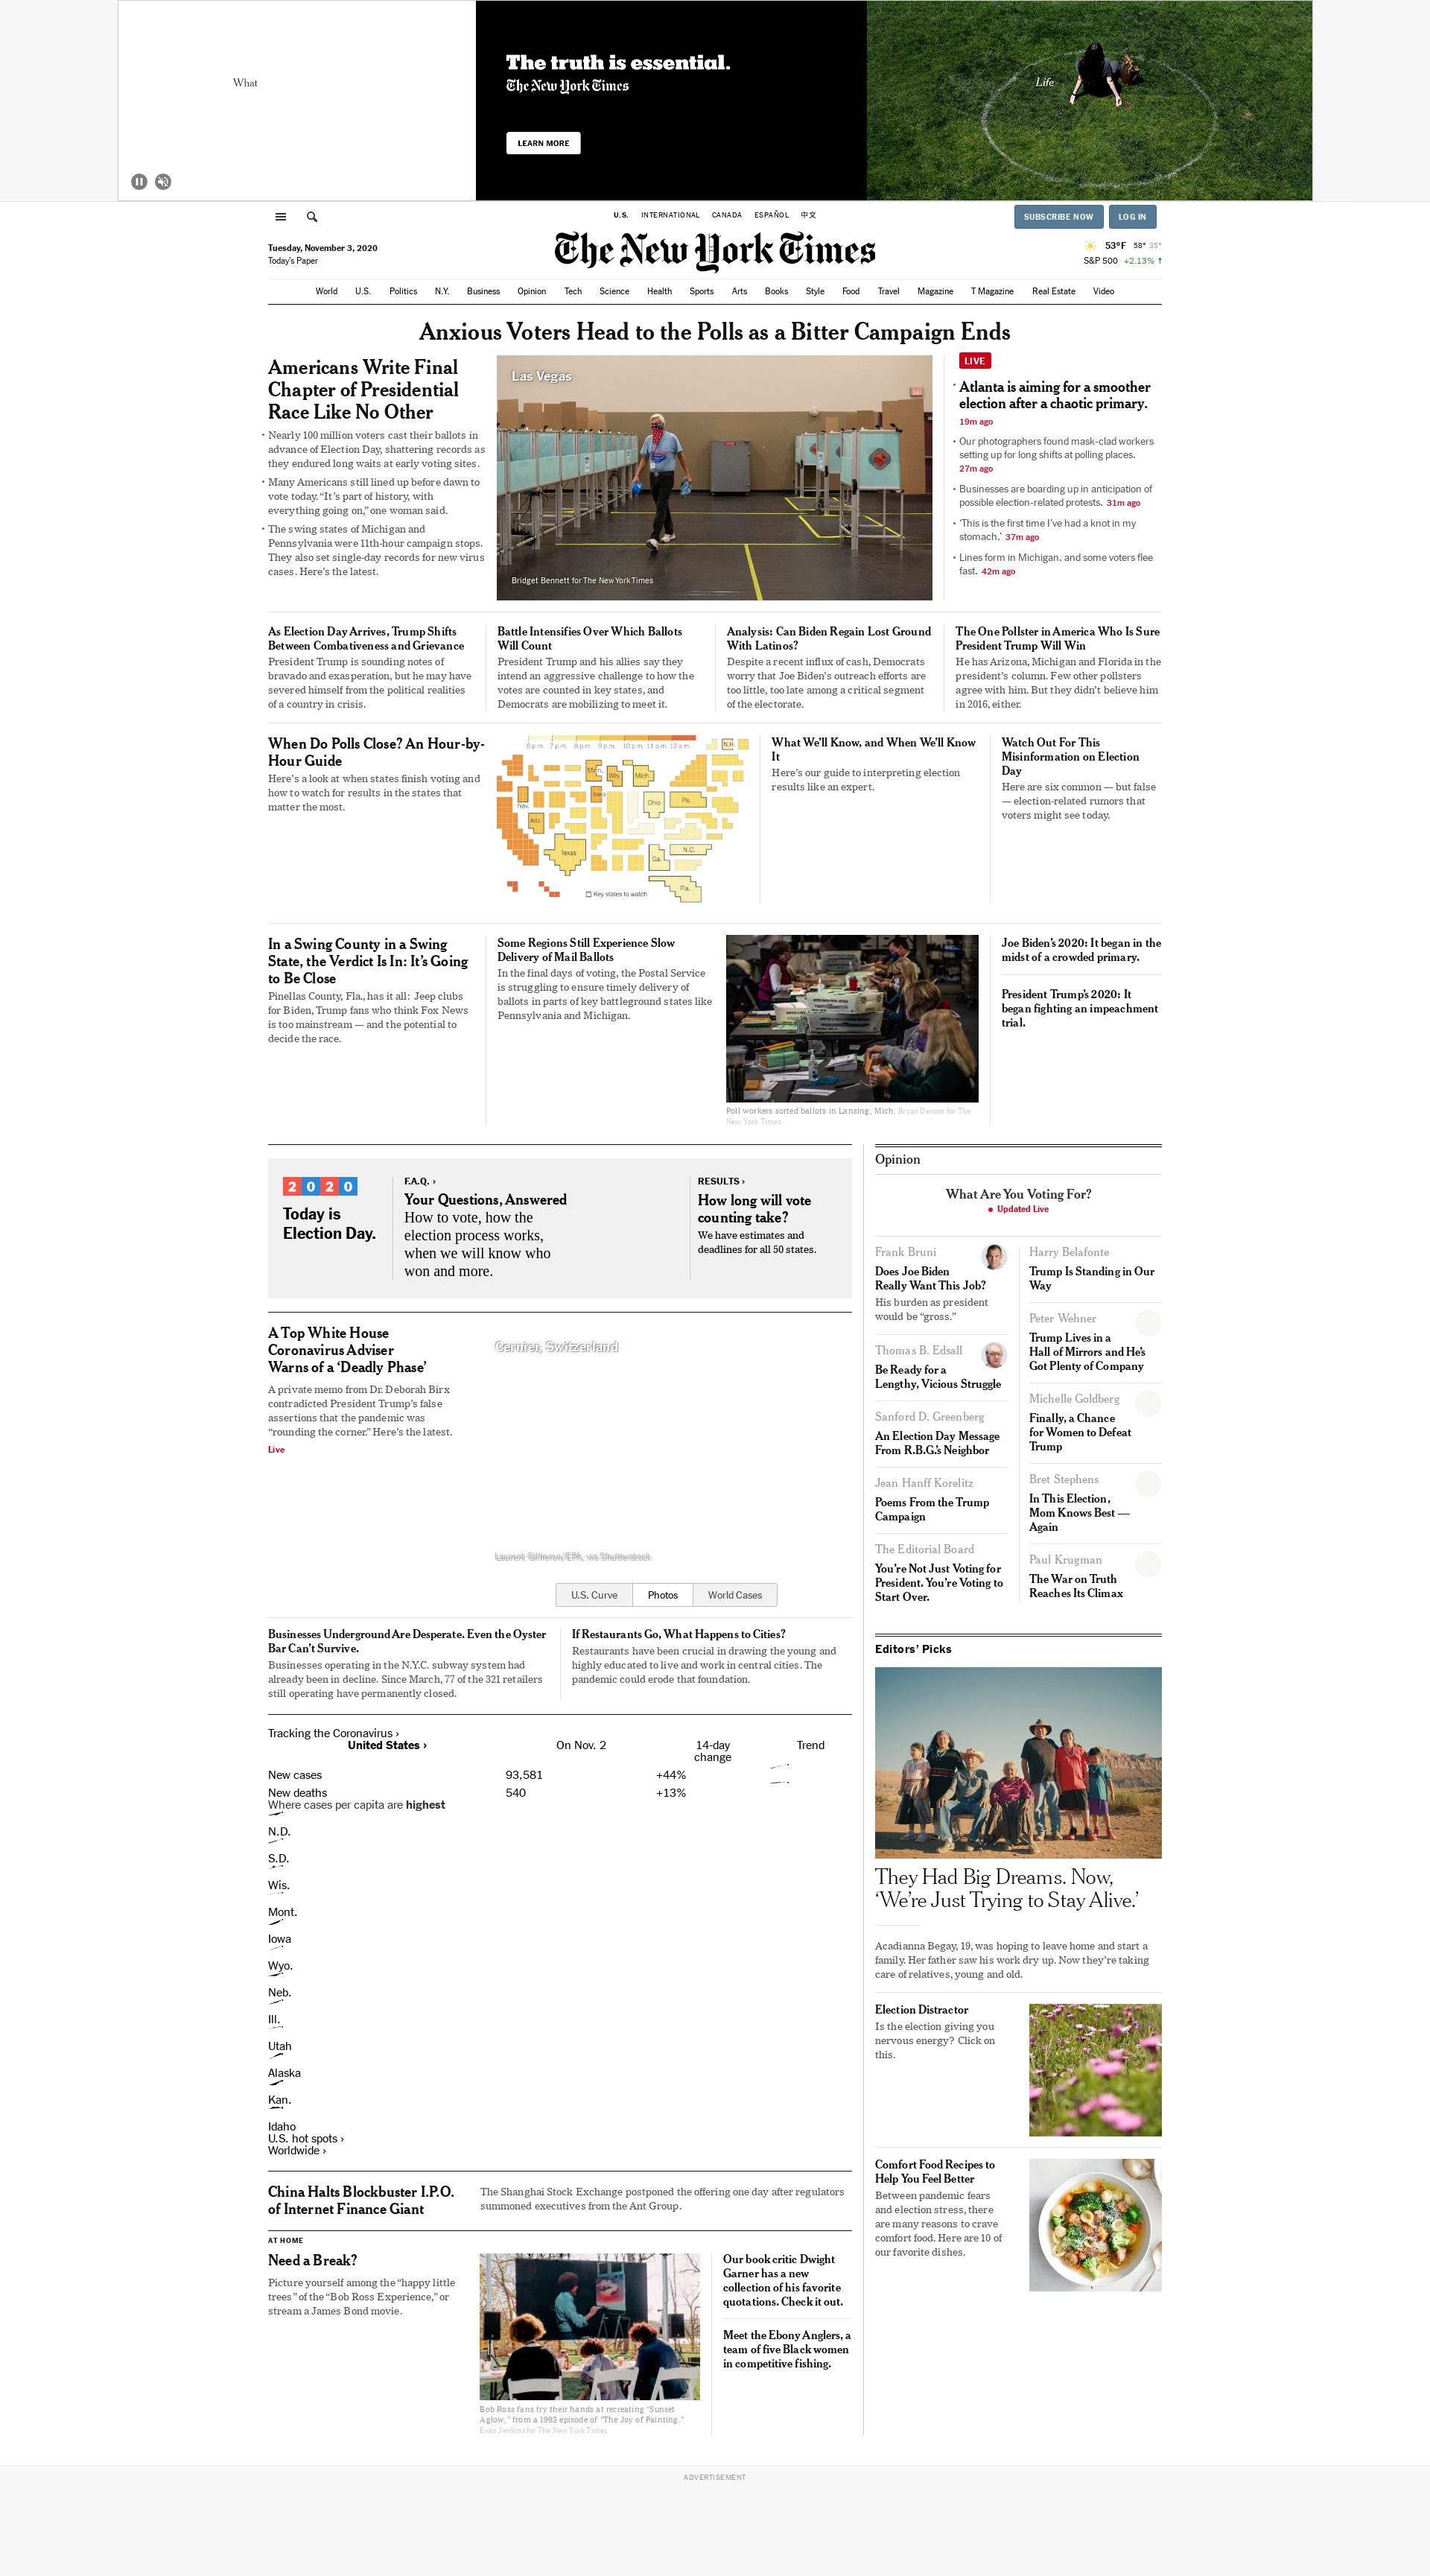 What
The truth is essential.
The New York Times
LEARN MORE
Life
U.S. INTERNATIONAL CANADA ESPAÑOL 中文
SUBSCRIBE NOW LOG IN
Tuesday, November 3, 2020
Today's Paper
The New York Times
53°F 58° 35°
S&P 500 +2.13% ↑
World U.S. Politics N.Y. Business Opinion Tech Science Health Sports Arts Books Style Food Travel Magazine T Magazine Real Estate Video
Anxious Voters Head to the Polls as a Bitter Campaign Ends
Americans Write Final
Chapter of Presidential
Race Like No Other
• Nearly 100 million voters cast their ballots in
advance of Election Day, shattering records as
they endured long waits at early voting sites.
• Many Americans still lined up before dawn to
vote today. “It’s part of history, with
everything going on,” one woman said.
• The swing states of Michigan and
Pennsylvania were 11th-hour campaign stops.
They also set single-day records for new virus
cases. Here’s the latest.
Las Vegas
Bridget Bennett for The New York Times
LIVE
• Atlanta is aiming for a smoother
election after a chaotic primary.
19m ago
• Our photographers found mask-clad workers
setting up for long shifts at polling places.
27m ago
• Businesses are boarding up in anticipation of
possible election-related protests. 31m ago
• ‘This is the first time I’ve had a knot in my
stomach.’ 37m ago
• Lines form in Michigan, and some voters flee
fast. 42m ago
As Election Day Arrives, Trump Shifts
Between Combativeness and Grievance
President Trump is sounding notes of
bravado and exasperation, but he may have
severed himself from the political realities
of a country in crisis.
Battle Intensifies Over Which Ballots
Will Count
President Trump and his allies say they
intend an aggressive challenge to how the
votes are counted in key states, and
Democrats are mobilizing to meet it.
Analysis: Can Biden Regain Lost Ground
With Latinos?
Despite a recent influx of cash, Democrats
worry that Joe Biden’s outreach efforts are
too little, too late among a critical segment
of the electorate.
The One Pollster in America Who Is Sure
President Trump Will Win
He has Arizona, Michigan and Florida in the
president’s column. Few other pollsters
agree with him. But they didn’t believe him
in 2016, either.
When Do Polls Close? An Hour-by-
Hour Guide
Here’s a look at when states finish voting and
how to watch for results in the states that
matter the most.
6 p.m. 7 p.m. 8 p.m. 9 p.m. 10 p.m. 11 p.m. 12 a.m.
N.H.
Minn.
Wis. Mich.
Nev. Iowa Ohio Pa.
Ariz.
Texas Ga. N.C.
Fla.
Key states to watch
What We’ll Know, and When We’ll Know
It
Here’s our guide to interpreting election
results like an expert.
Watch Out For This
Misinformation on Election
Day
Here are six common — but false
— election-related rumors that
voters might see today.
In a Swing County in a Swing
State, the Verdict Is In: It’s Going
to Be Close
Pinellas County, Fla., has it all: Jeep clubs
for Biden, Trump fans who think Fox News
is too mainstream — and the potential to
decide the race.
Some Regions Still Experience Slow
Delivery of Mail Ballots
In the final days of voting, the Postal Service
is struggling to ensure timely delivery of
ballots in parts of key battleground states like
Pennsylvania and Michigan.
Poll workers sorted ballots in Lansing, Mich. Bryan Denton for The
New York Times
Joe Biden’s 2020: It began in the
midst of a crowded primary.
President Trump’s 2020: It
began fighting an impeachment
trial.
2020
Today is
Election Day.
F.A.Q. ›
Your Questions, Answered
How to vote, how the
election process works,
when we will know who
won and more.
RESULTS ›
How long will vote
counting take?
We have estimates and
deadlines for all 50 states.
A Top White House
Coronavirus Adviser
Warns of a ‘Deadly Phase’
A private memo from Dr. Deborah Birx
contradicted President Trump’s false
assertions that the pandemic was
“rounding the corner.” Here’s the latest.
Live
Cernier, Switzerland
Laurent Gillieron/EPA, via Shutterstock
U.S. Curve Photos World Cases
Businesses Underground Are Desperate. Even the Oyster
Bar Can’t Survive.
Businesses operating in the N.Y.C. subway system had
already been in decline. Since March, 77 of the 321 retailers
still operating have permanently closed.
If Restaurants Go, What Happens to Cities?
Restaurants have been crucial in drawing the young and
highly educated to live and work in central cities. The
pandemic could erode that foundation.
Tracking the Coronavirus ›
United States › On Nov. 2 14-day
change Trend
New cases 93,581 +44%
New deaths 540 +13%
Where cases per capita are highest
N.D.
S.D.
Wis.
Mont.
Iowa
Wyo.
Neb.
Ill.
Utah
Alaska
Kan.
Idaho
U.S. hot spots ›
Worldwide ›
China Halts Blockbuster I.P.O.
of Internet Finance Giant
The Shanghai Stock Exchange postponed the offering one day after regulators
summoned executives from the Ant Group.
AT HOME
Need a Break?
Picture yourself among the “happy little
trees” of the “Bob Ross Experience,” or
stream a James Bond movie.
Bob Ross fans try their hands at recreating “Sunset
Aglow,” from a 1993 episode of “The Joy of Painting.”
Evan Jenkins for The New York Times
Our book critic Dwight
Garner has a new
collection of his favorite
quotations. Check it out.
Meet the Ebony Anglers, a
team of five Black women
in competitive fishing.
Opinion
What Are You Voting For?
Updated Live
Frank Bruni
Does Joe Biden
Really Want This Job?
His burden as president
would be “gross.”
Thomas B. Edsall
Be Ready for a
Lengthy, Vicious Struggle
Sanford D. Greenberg
An Election Day Message
From R.B.G.’s Neighbor
Jean Hanff Korelitz
Poems From the Trump
Campaign
The Editorial Board
You’re Not Just Voting for
President. You’re Voting to
Start Over.
Harry Belafonte
Trump Is Standing in Our
Way
Peter Wehner
Trump Lives in a
Hall of Mirrors and He’s
Got Plenty of Company
Michelle Goldberg
Finally, a Chance
for Women to Defeat
Trump
Bret Stephens
In This Election,
Mom Knows Best —
Again
Paul Krugman
The War on Truth
Reaches Its Climax
Editors’ Picks
They Had Big Dreams. Now,
‘We’re Just Trying to Stay Alive.’
Acadianna Begay, 19, was hoping to leave home and start a
family. Her father saw his work dry up. Now they’re taking
care of relatives, young and old.
Election Distractor
Is the election giving you
nervous energy? Click on
this.
Comfort Food Recipes to
Help You Feel Better
Between pandemic fears
and election stress, there
are many reasons to crave
comfort food. Here are 10 of
our favorite dishes.
ADVERTISEMENT